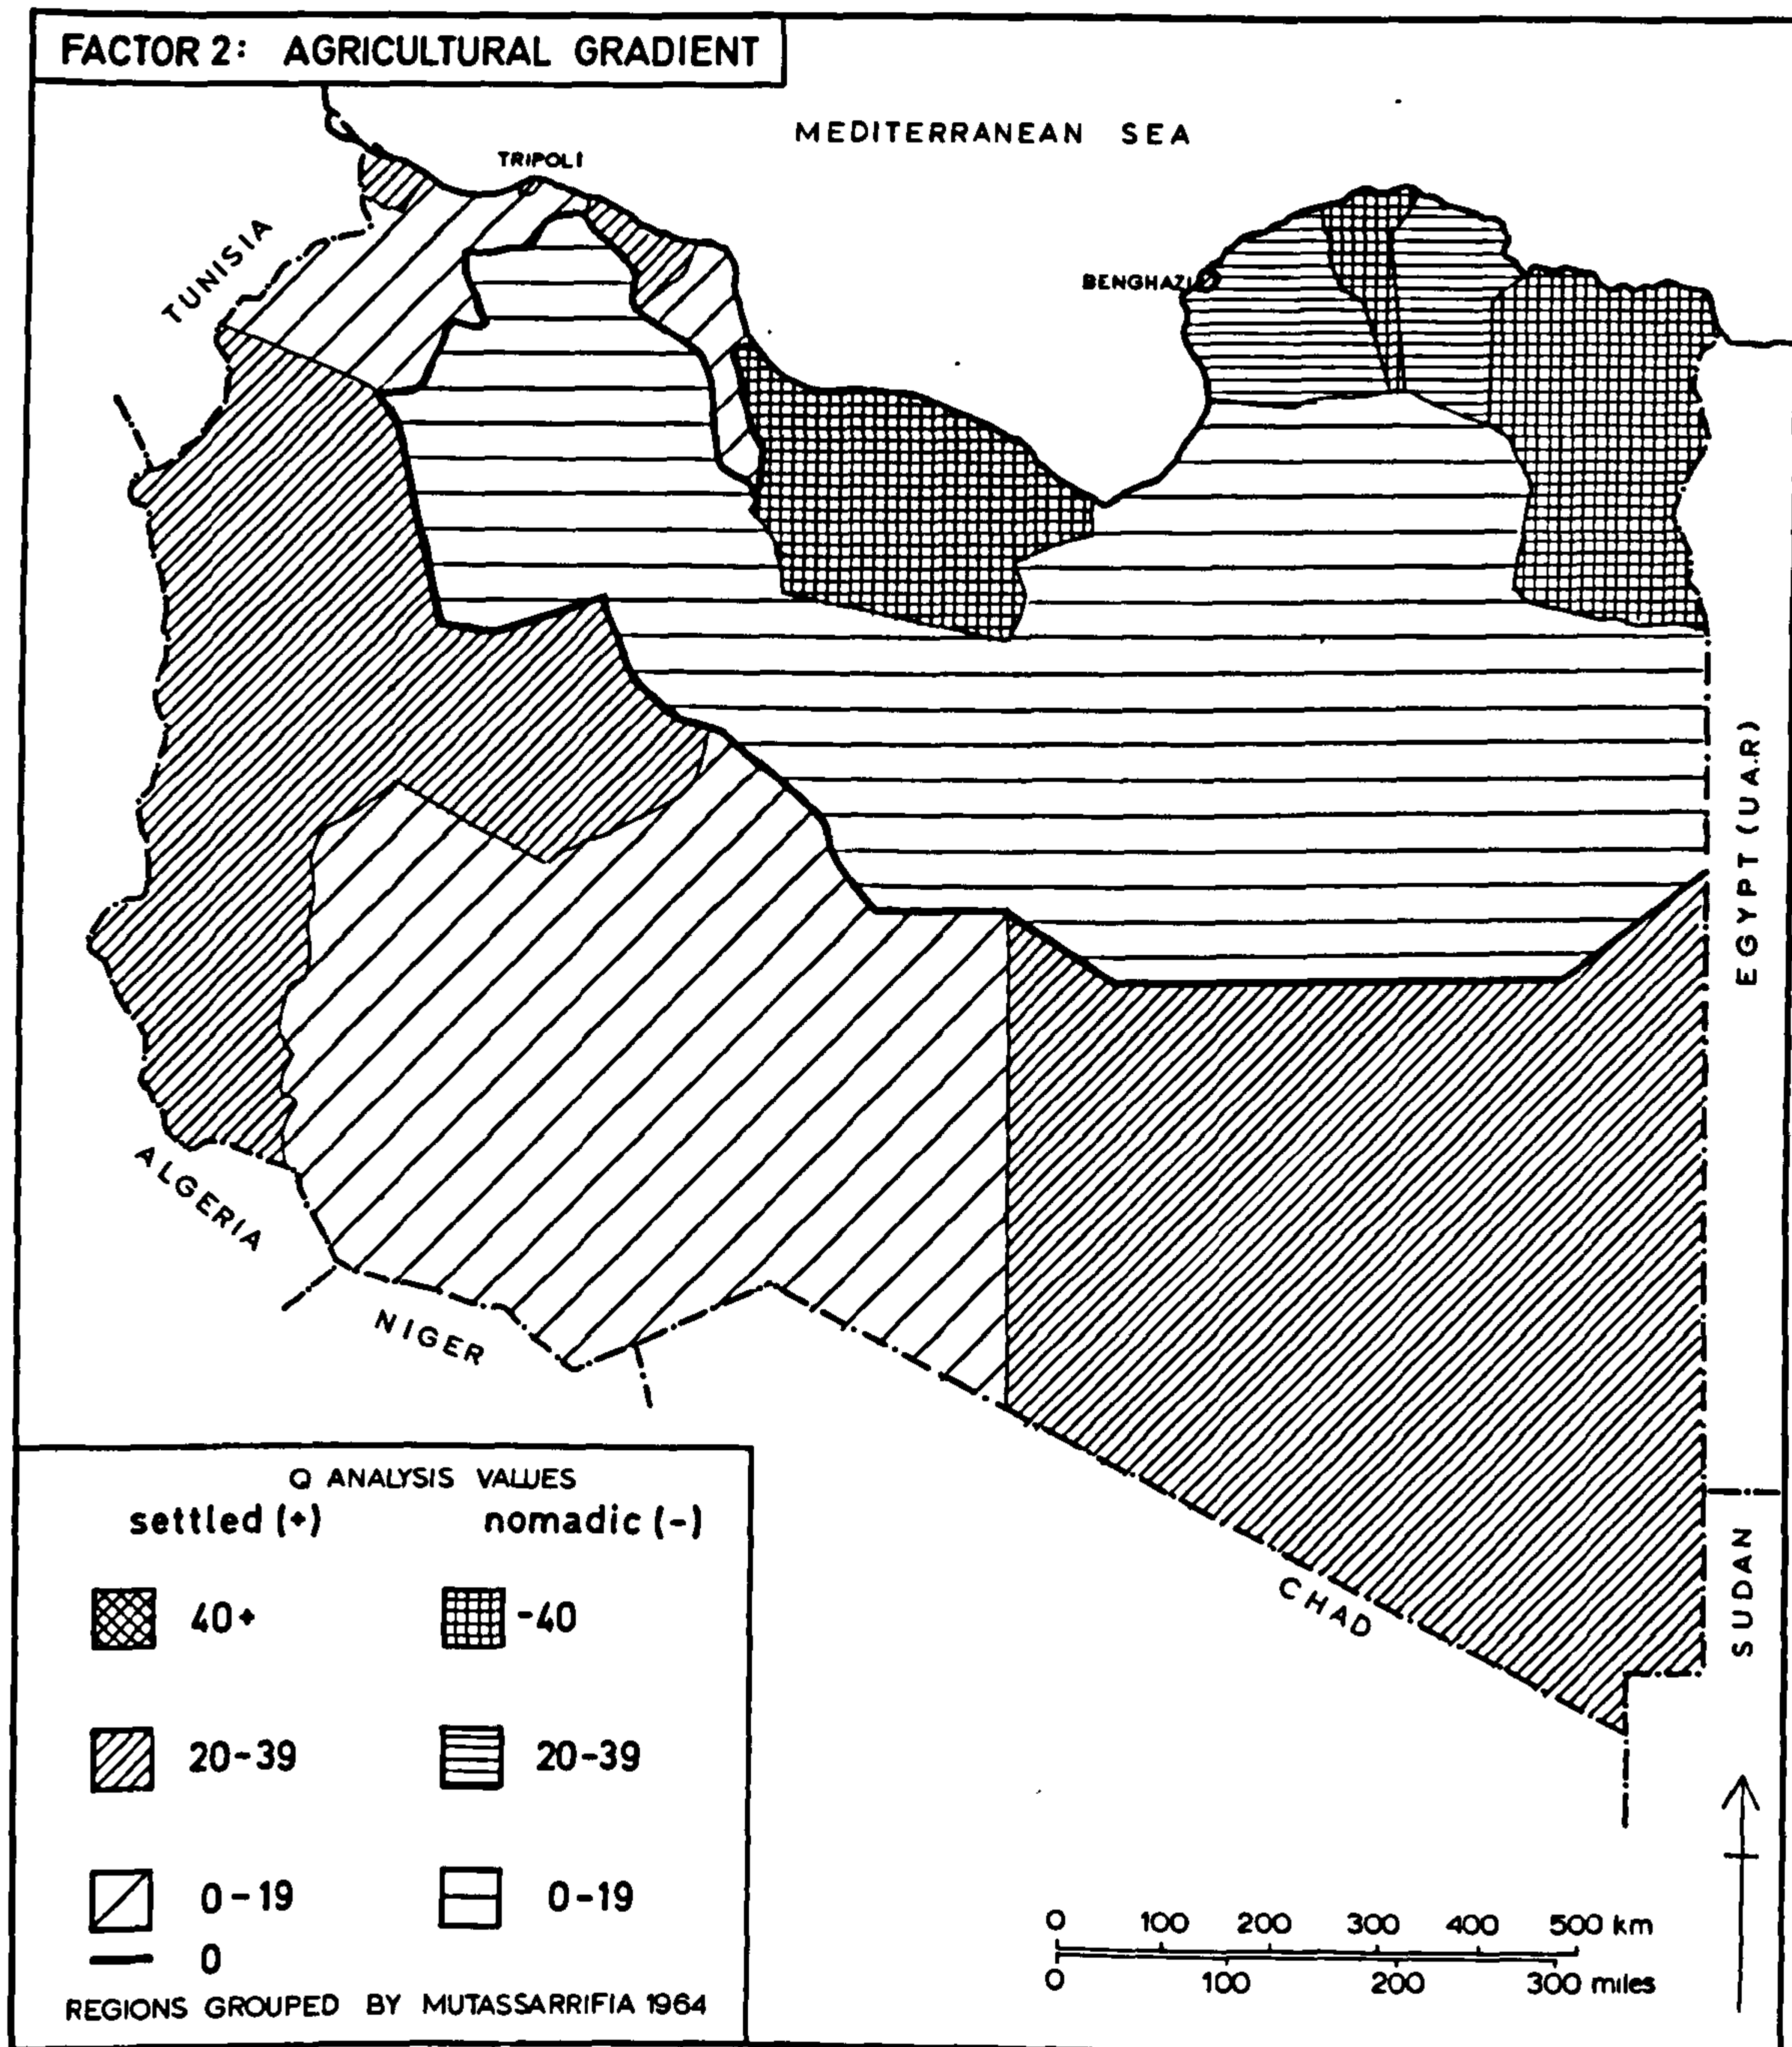 FACTOR 2: AGRICULTURAL GRADIENT
MEDITERRANEAN SEA
TRIPOLI
TUNISIA
BENGHAZI
EGYPT (U.A.R)
ALGERIA
NIGER
CHAD
SUDAN
Q ANALYSIS VALUES
settled (+) nomadic (-)
40+ -40
20-39 20-39
0-19 0-19
0
REGIONS GROUPED BY MUTASSARRIFIA 1964
0 100 200 300 400 500 km
0 100 200 300 miles